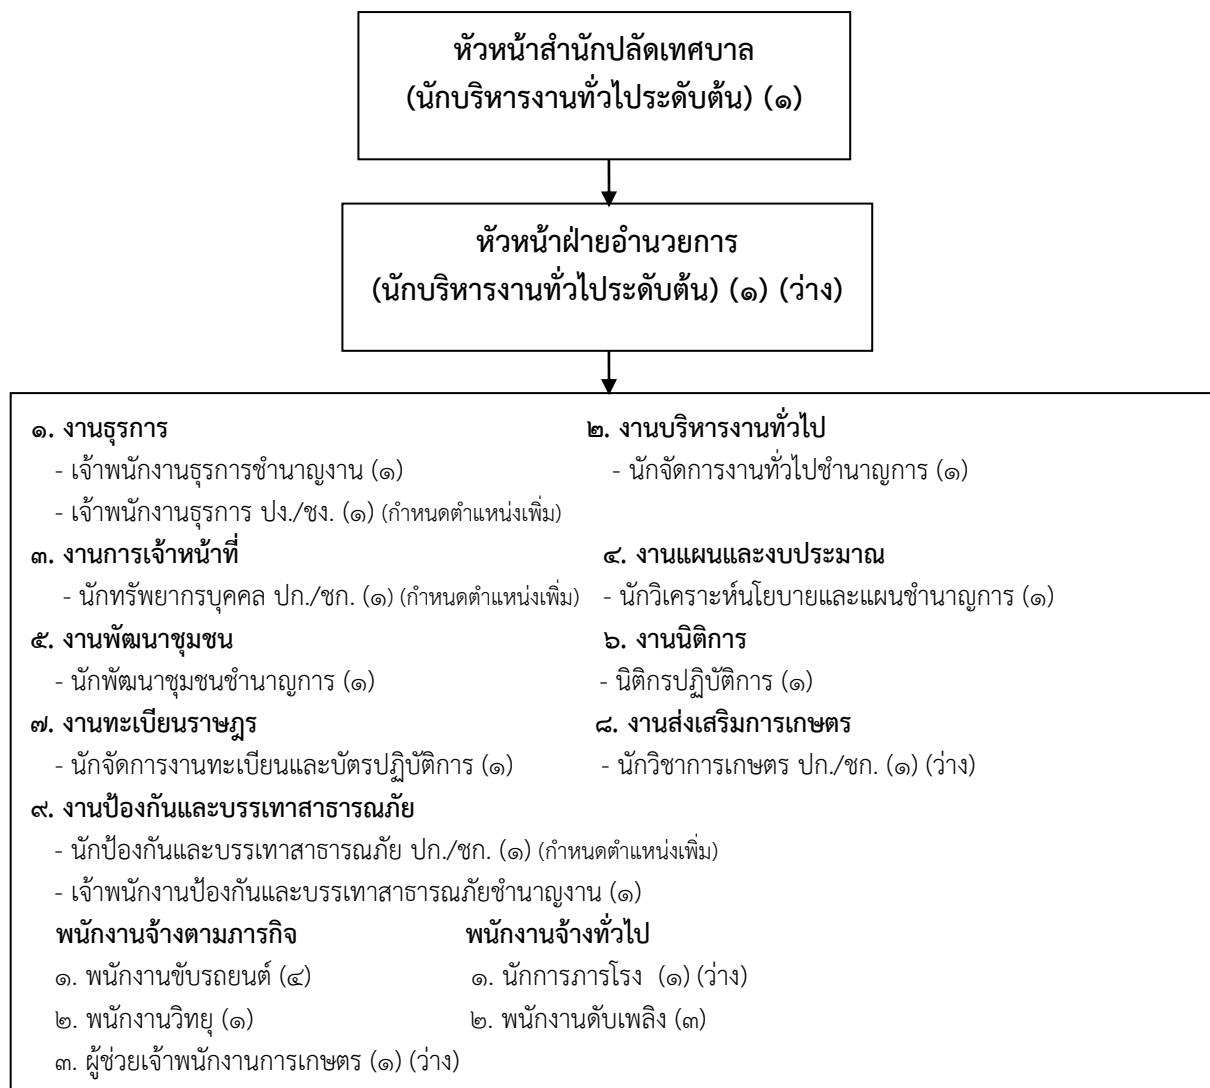 หัวหน้าสำนักปลัดเทศบาล
(นักบริหารงานทั่วไประดับต้น) (๑)
หัวหน้าฝ่ายอำนวยการ
(นักบริหารงานทั่วไประดับต้น) (๑) (ว่าง)
๑. งานธุรการ ๒. งานบริหารงานทั่วไป
- เจ้าพนักงานธุรการชำนาญงาน (๑) - นักจัดการงานทั่วไปชำนาญการ (๑)
- เจ้าพนักงานธุรการ ปง./ชง. (๑) (กำหนดตำแหน่งเพิ่ม)
๓. งานการเจ้าหน้าที่ ๔. งานแผนและงบประมาณ
- นักทรัพยากรบุคคล ปก./ชก. (๑) (กำหนดตำแหน่งเพิ่ม) - นักวิเคราะห์นโยบายและแผนชำนาญการ (๑)
๕. งานพัฒนาชุมชน ๖. งานนิติการ
- นักพัฒนาชุมชนชำนาญการ (๑) - นิติกรปฏิบัติการ (๑)
๗. งานทะเบียนราษฎร ๘. งานส่งเสริมการเกษตร
- นักจัดการงานทะเบียนและบัตรปฏิบัติการ (๑) - นักวิชาการเกษตร ปก./ชก. (๑) (ว่าง)
๙. งานป้องกันและบรรเทาสาธารณภัย
- นักป้องกันและบรรเทาสาธารณภัย ปก./ชก. (๑) (กำหนดตำแหน่งเพิ่ม)
- เจ้าพนักงานป้องกันและบรรเทาสาธารณภัยชำนาญงาน (๑)
พนักงานจ้างตามภารกิจ พนักงานจ้างทั่วไป
๑. พนักงานขับรถยนต์ (๔) ๑. นักการภารโรง (๑) (ว่าง)
๒. พนักงานวิทยุ (๑) ๒. พนักงานดับเพลิง (๓)
๓. ผู้ช่วยเจ้าพนักงานการเกษตร (๑) (ว่าง)